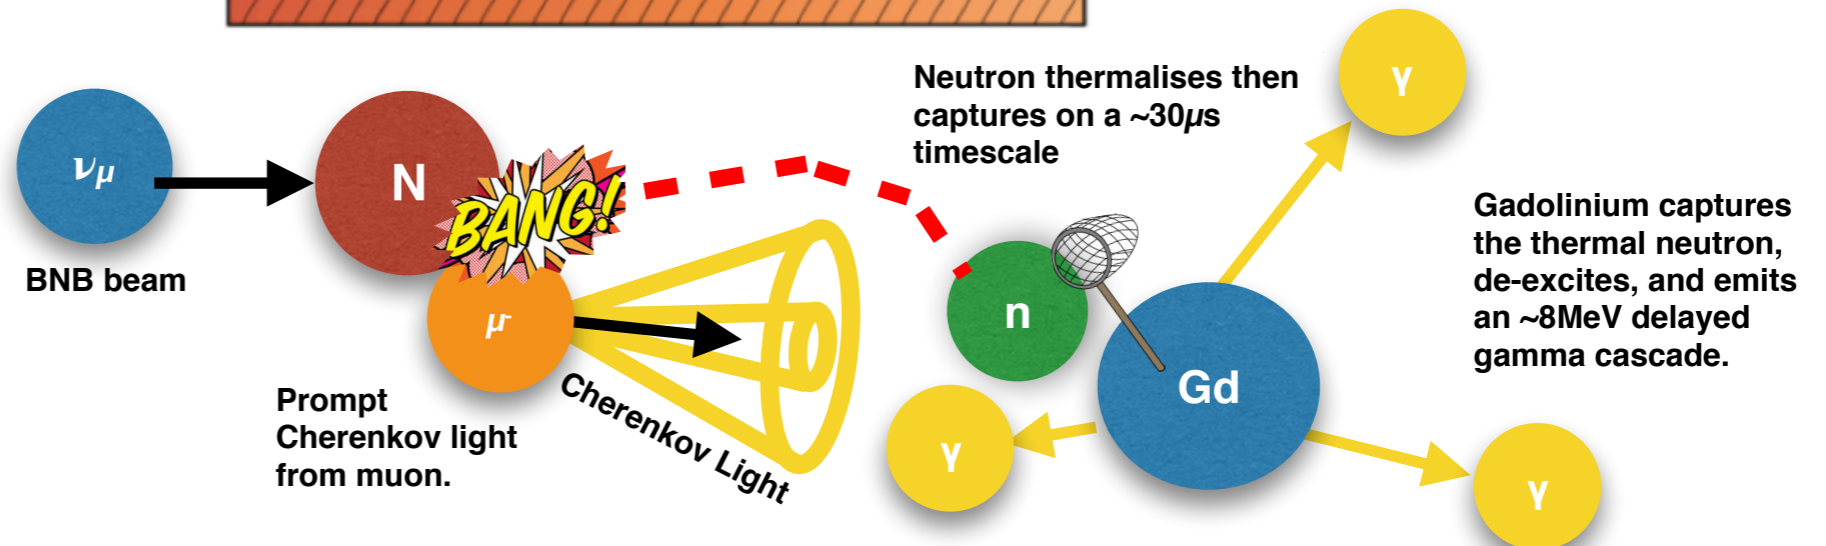 νμ
BNB beam
N
BANG!
μ-
Prompt
Cherenkov light
from muon.
Cherenkov Light
Neutron thermalises then
captures on a ~30μs
timescale
n
Gd
γ
γ
γ
Gadolinium captures
the thermal neutron,
de-excites, and emits
an ~8MeV delayed
gamma cascade.